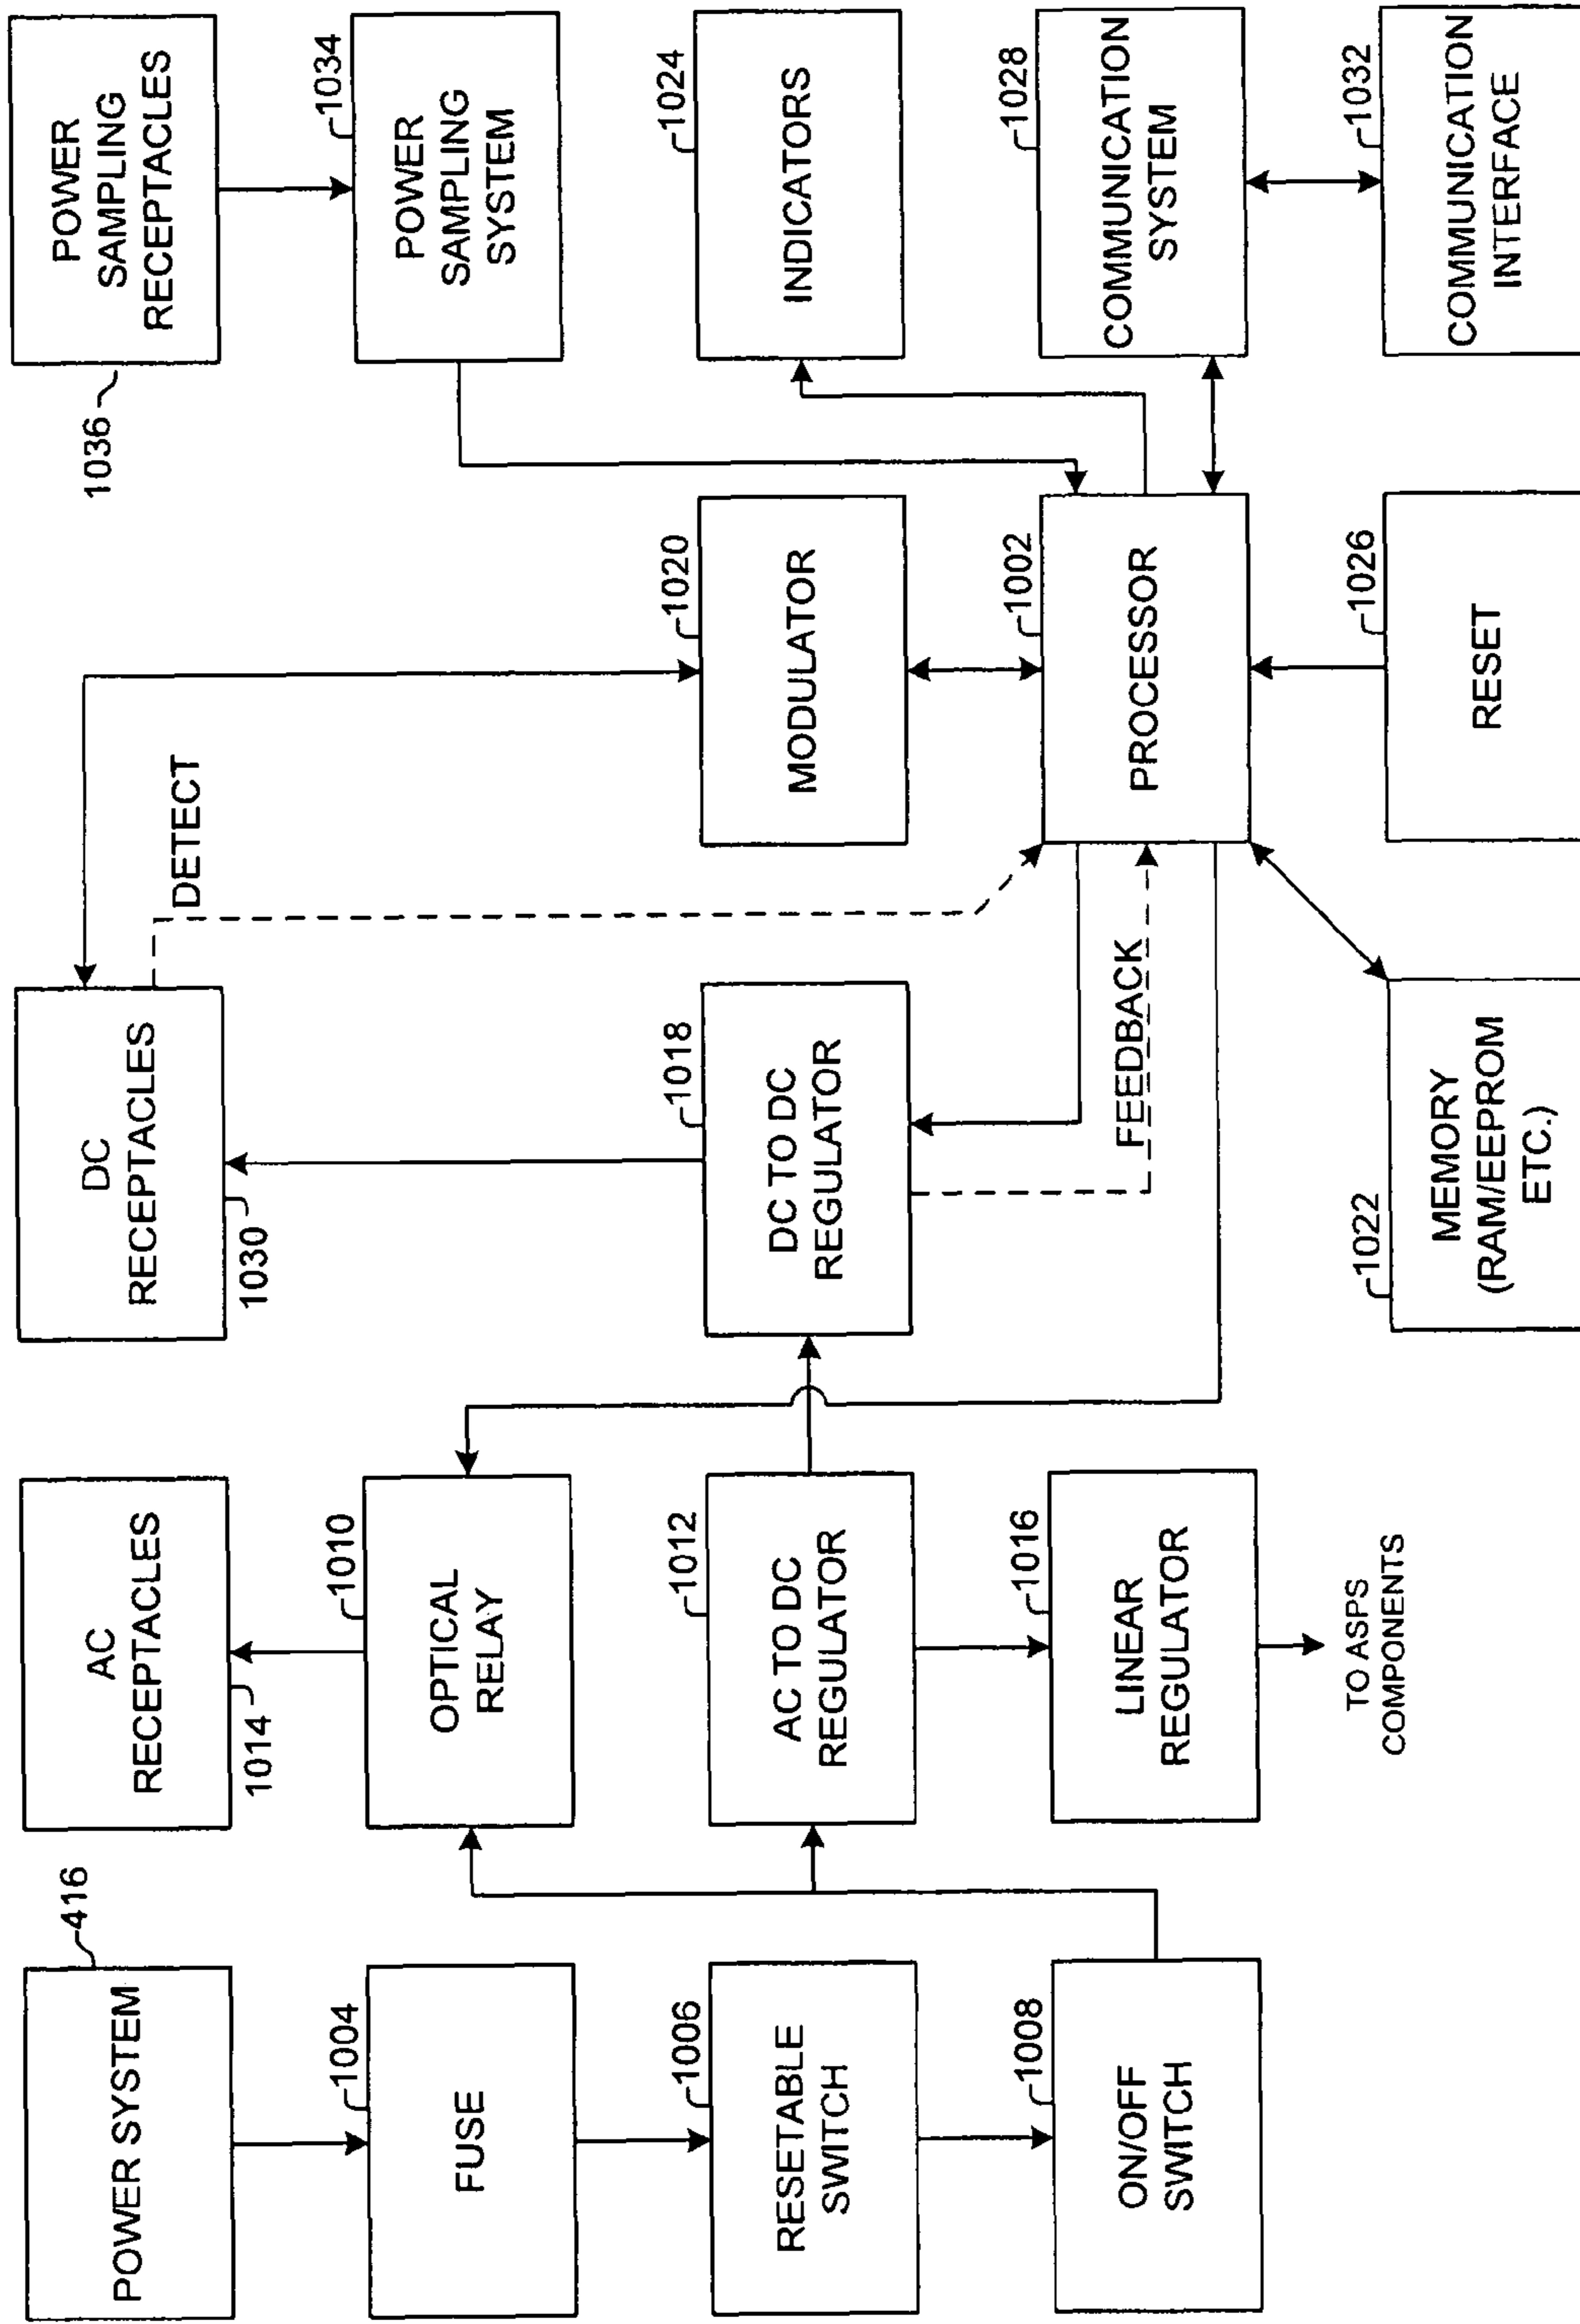 POWER SYSTEM
416
FUSE
1004
RESETABLE
SWITCH
1006
ON/OFF
SWITCH
1008
AC
RECEPTACLES
1014
OPTICAL
RELAY
1010
AC TO DC
REGULATOR
1012
LINEAR
REGULATOR
1016
TO ASPS
COMPONENTS
DC
RECEPTACLES
1030
DETECT
DC TO DC
REGULATOR
1018
FEEDBACK
MEMORY
(RAM/EEPROM
ETC.)
1022
MODULATOR
1020
PROCESSOR
1002
RESET
1026
POWER
SAMPLING
RECEPTACLES
1036
POWER
SAMPLING
SYSTEM
1034
INDICATORS
1024
COMMUNICATION
SYSTEM
1028
COMMUNICATION
INTERFACE
1032